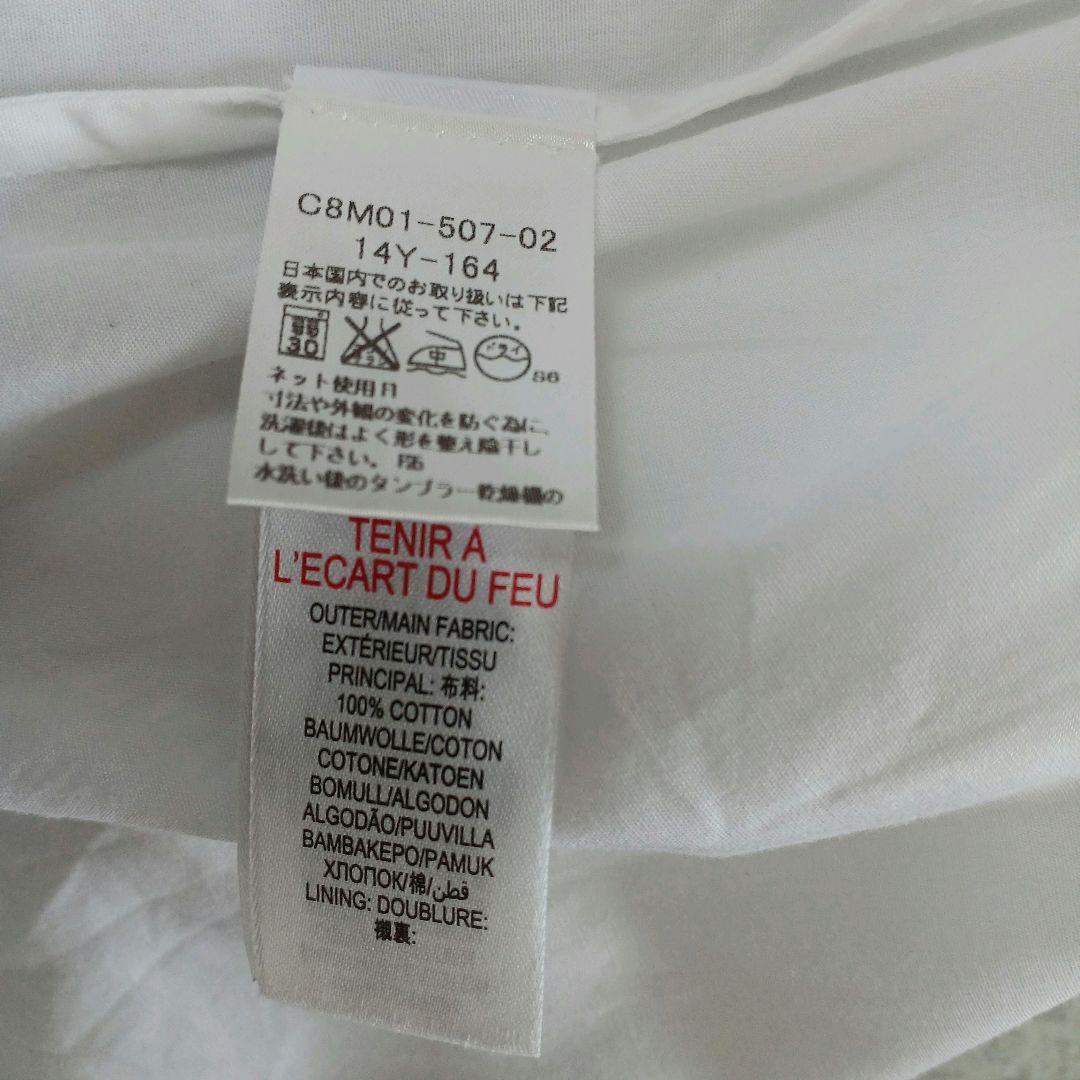 C8M01-507-02
14Y-164
日本国内でのお取り扱いは下記
表示内容に従って下さい。
30 中 ドライ S6
ネット使用
寸法や外観の変化を防ぐ為に、
洗濯後はよく形を整え陰干し
して下さい。
水洗い後のタンブラー乾燥機の
TENIR A
L'ECART DU FEU
OUTER/MAIN FABRIC:
EXTÉRIEUR/TISSU
PRINCIPAL: 布料:
100% COTTON
BAUMWOLLE/COTON
COTONE/KATOEN
BOMULL/ALGODON
ALGODÃO/PUUVILLA
BAMBAKEPO/PAMUK
ХЛОПОК/棉/قطن
LINING: DOUBLURE:
襯裏: